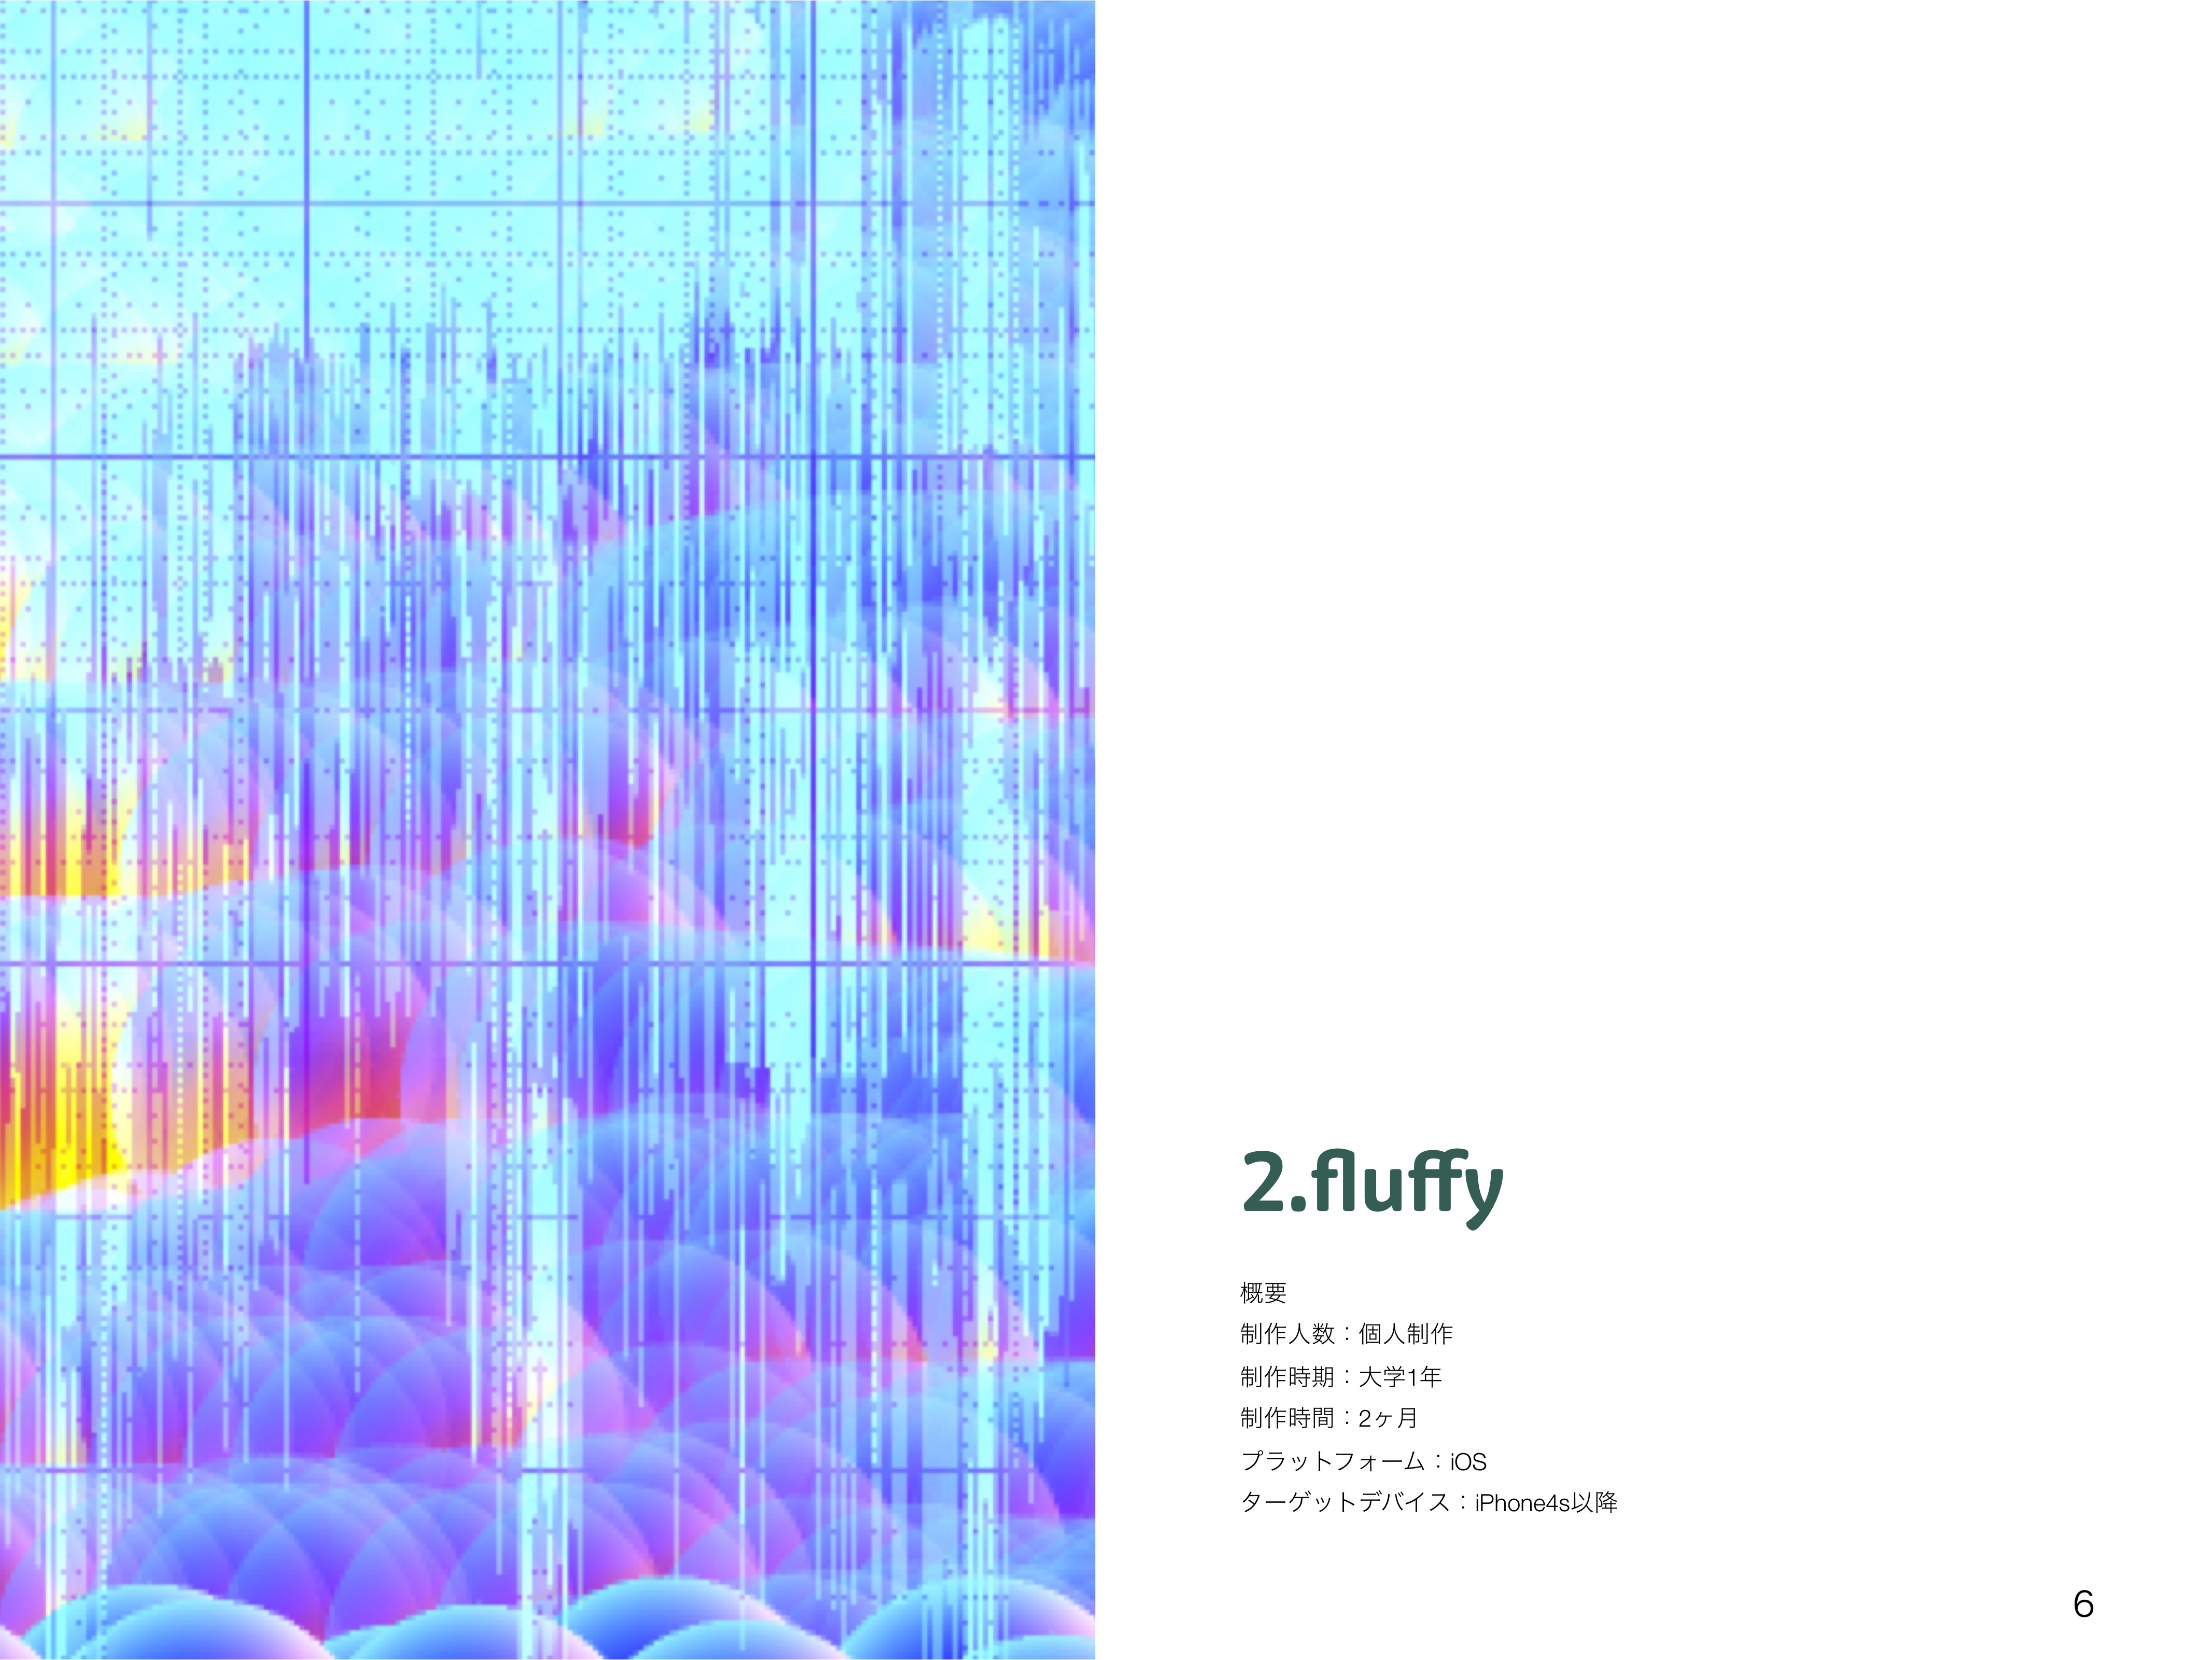 2.fluffy
概要
制作人数：個人制作
制作時期：大学1年
制作時間：2ヶ月
プラットフォーム：iOS
ターゲットデバイス：iPhone4s以降
6